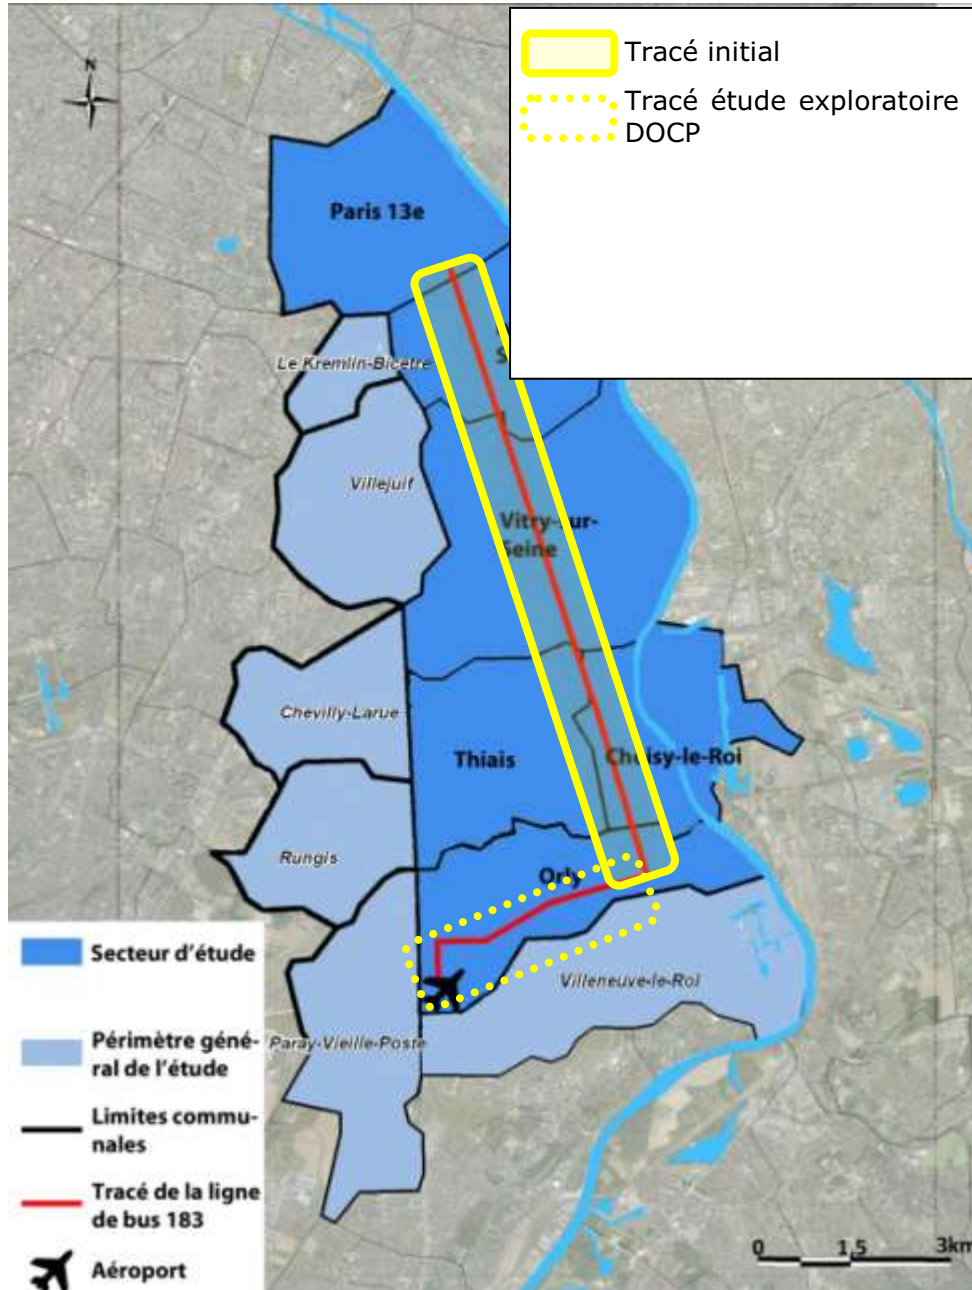 Tracé initial
Tracé étude exploratoire
DOCP
N
Paris 13e
Le Kremlin-Bicetre
Villejuif
Vitry-sur-
Seine
Chevilly-Larue
Thiais
Choisy-le-Roi
Rungis
Orly
Villeneuve-le-Roi
Paray-Vieille-Poste
Secteur d'étude
Périmètre géné-
ral de l'étude
Limites commu-
nales
Tracé de la ligne
de bus 183
Aéroport
0 1,5 3km